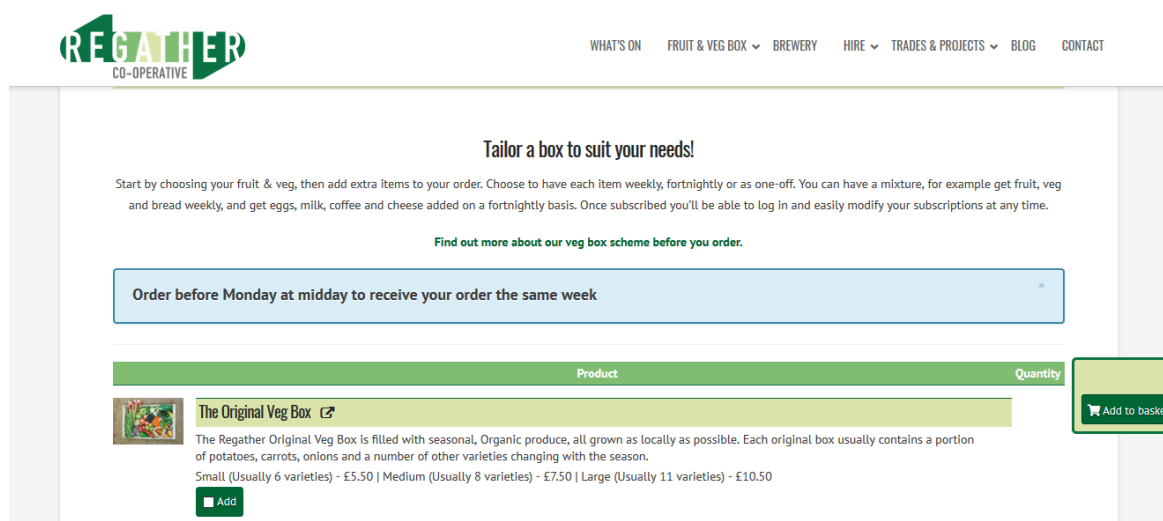 REGATHER
CO-OPERATIVE
WHAT'S ON FRUIT & VEG BOX BREWERY HIRE TRADES & PROJECTS BLOG CONTACT
Tailor a box to suit your needs!
Start by choosing your fruit & veg, then add extra items to your order. Choose to have each item weekly, fortnightly or as one-off. You can have a mixture, for example get fruit, veg
and bread weekly, and get eggs, milk, coffee and cheese added on a fortnightly basis. Once subscribed you'll be able to log in and easily modify your subscriptions at any time.
Find out more about our veg box scheme before you order.
Order before Monday at midday to receive your order the same week
×
Product Quantity
Add to baske
The Original Veg Box
The Regather Original Veg Box is filled with seasonal, Organic produce, all grown as locally as possible. Each original box usually contains a portion
of potatoes, carrots, onions and a number of other varieties changing with the season.
Small (Usually 6 varieties) - £5.50 | Medium (Usually 8 varieties) - £7.50 | Large (Usually 11 varieties) - £10.50
Add